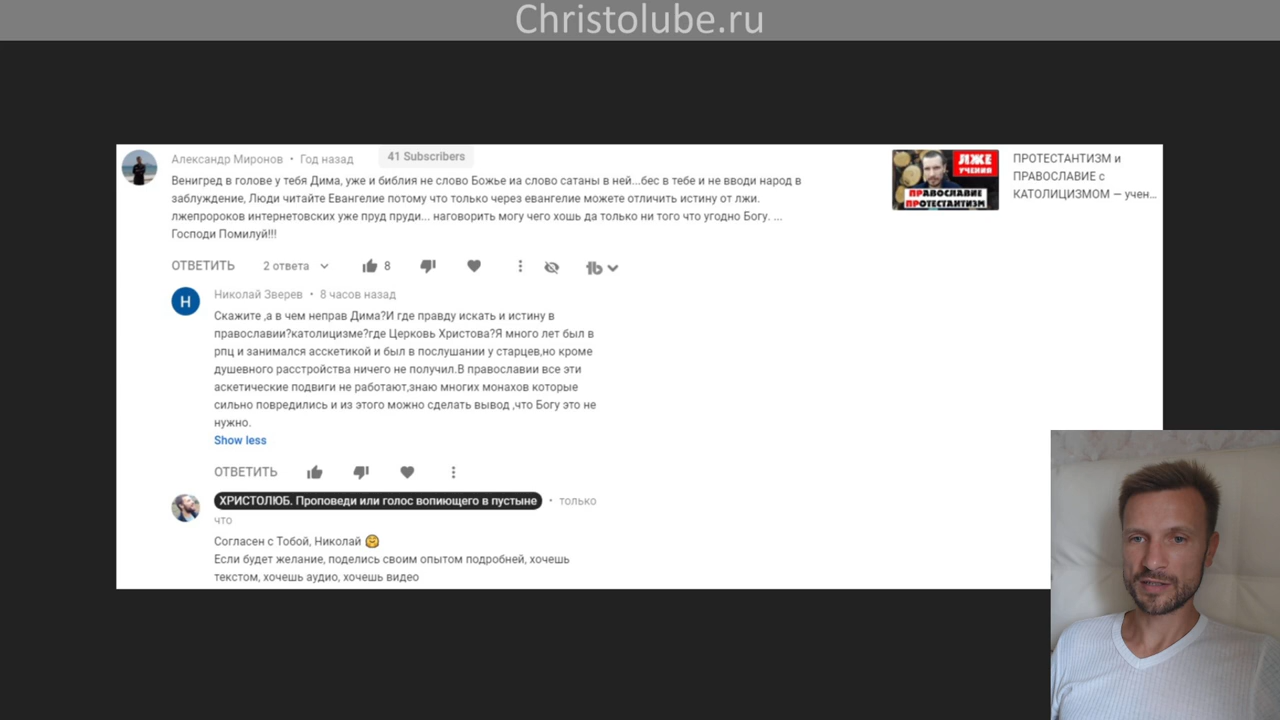 Christolube.ru
Александр Миронов • Год назад 41 Subscribers
Венигред в голове у тебя Дима, уже и библия не слово Божье иа слово сатаны в ней...бес в тебе и не вводи народ в
заблуждение, Люди читайте Евангелие потому что только через евангелие можете отличить истину от лжи.
лжепророков интернетовских уже пруд пруди... наговорить могу чего хошь да только ни того что угодно Богу. ...
Господи Помилуй!!!
ОТВЕТИТЬ 2 ответа 8
ЛЖЕ
УЧЕНИЯ
ПРАВОСЛАВИЕ
ПРОТЕСТАНТИЗМ
ПРОТЕСТАНТИЗМ и
ПРАВОСЛАВИЕ с
КАТОЛИЦИЗМОМ — учен...
Н
Николай Зверев • 8 часов назад
Скажите ,а в чем неправ Дима?И где правду искать и истину в
православии?католицизме?где Церковь Христова?Я много лет был в
рпц и занимался асскетикой и был в послушании у старцев,но кроме
душевного расстройства ничего не получил.В православии все эти
аскетические подвиги не работают,знаю многих монахов которые
сильно повредились и из этого можно сделать вывод ,что Богу это не
нужно.
Show less
ОТВЕТИТЬ
ХРИСТОЛЮБ. Проповеди или голос вопиющего в пустыне • только
что
Согласен с Тобой, Николай
Если будет желание, поделись своим опытом подробней, хочешь
текстом, хочешь аудио, хочешь видео